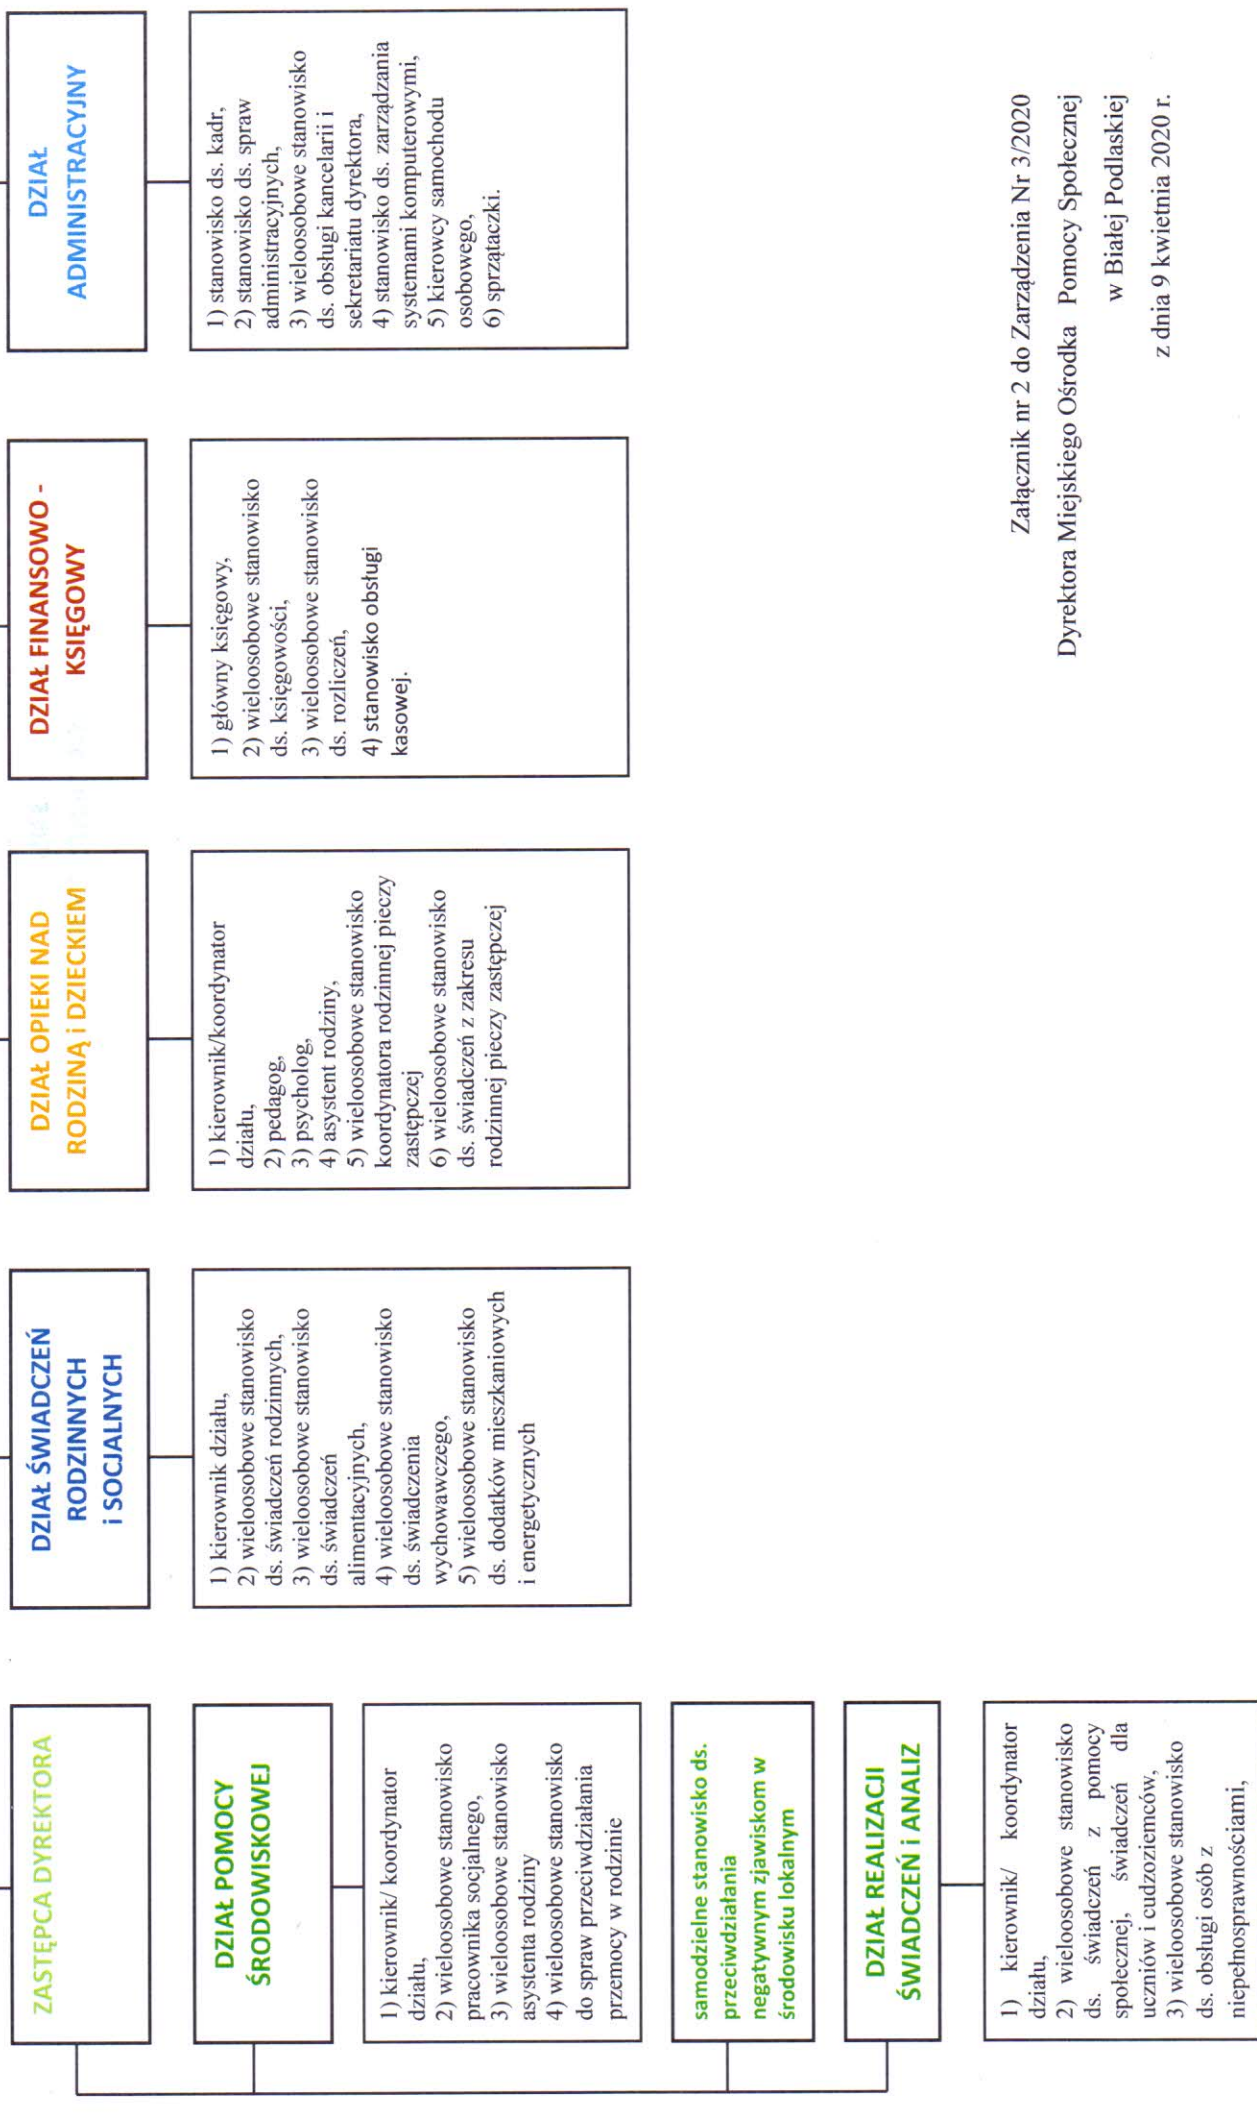 ZASTĘPCA DYREKTORA
DZIAŁ POMOCY
ŚRODOWISKOWEJ
1) kierownik/ koordynator
działu,
2) wieloosobowe stanowisko
pracownika socjalnego,
3) wieloosobowe stanowisko
asystenta rodziny
4) wieloosobowe stanowisko
do spraw przeciwdziałania
przemocy w rodzinie
samodzielne stanowisko ds.
przeciwdziałania
negatywnym zjawiskom w
środowisku lokalnym
DZIAŁ REALIZACJI
ŚWIADCZEŃ i ANALIZ
1) kierownik/ koordynator
działu,
2) wieloosobowe stanowisko
ds. świadczeń z pomocy
społecznej, świadczeń dla
uczniów i cudzoziemców,
3) wieloosobowe stanowisko
ds. obsługi osób z
niepełnosprawnościami,
DZIAŁ ŚWIADCZEŃ
RODZINNYCH
i SOCJALNYCH
1) kierownik działu,
2) wieloosobowe stanowisko
ds. świadczeń rodzinnych,
3) wieloosobowe stanowisko
ds. świadczeń
alimentacyjnych,
4) wieloosobowe stanowisko
ds. świadczenia
wychowawczego,
5) wieloosobowe stanowisko
ds. dodatków mieszkaniowych
i energetycznych
DZIAŁ OPIEKI NAD
RODZINĄ i DZIECKIEM
1) kierownik/koordynator
działu,
2) pedagog,
3) psycholog,
4) asystent rodziny,
5) wieloosobowe stanowisko
koordynatora rodzinnej pieczy
zastępczej
6) wieloosobowe stanowisko
ds. świadczeń z zakresu
rodzinnej pieczy zastępczej
DZIAŁ FINANSOWO -
KSIĘGOWY
1) główny księgowy,
2) wieloosobowe stanowisko
ds. księgowości,
3) wieloosobowe stanowisko
ds. rozliczeń,
4) stanowisko obsługi
kasowej.
DZIAŁ
ADMINISTRACYJNY
1) stanowisko ds. kadr,
2) stanowisko ds. spraw
administracyjnych,
3) wieloosobowe stanowisko
ds. obsługi kancelarii i
sekretariatu dyrektora,
4) stanowisko ds. zarządzania
systemami komputerowymi,
5) kierowcy samochodu
osobowego,
6) sprzątaczki.
Załącznik nr 2 do Zarządzenia Nr 3/2020
Dyrektora Miejskiego Ośrodka Pomocy Społecznej
w Białej Podlaskiej
z dnia 9 kwietnia 2020 r.